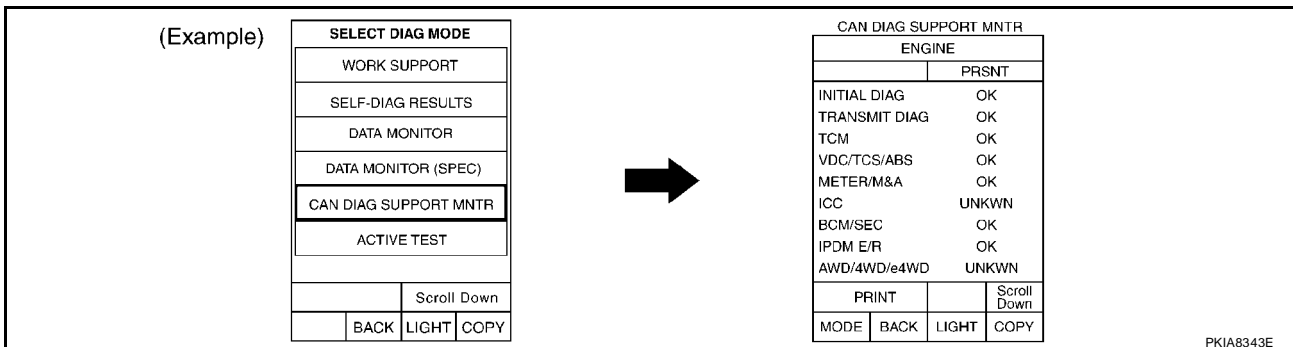 (Example)
SELECT DIAG MODE
WORK SUPPORT
SELF-DIAG RESULTS
DATA MONITOR
DATA MONITOR (SPEC)
CAN DIAG SUPPORT MNTR
ACTIVE TEST
Scroll Down
BACK LIGHT COPY
CAN DIAG SUPPORT MNTR
ENGINE
PRSNT
INITIAL DIAG OK
TRANSMIT DIAG OK
TCM OK
VDC/TCS/ABS OK
METER/M&A OK
ICC UNKWN
BCM/SEC OK
IPDM E/R OK
AWD/4WD/e4WD UNKWN
PRINT Scroll Down
MODE BACK LIGHT COPY
PKIA8343E